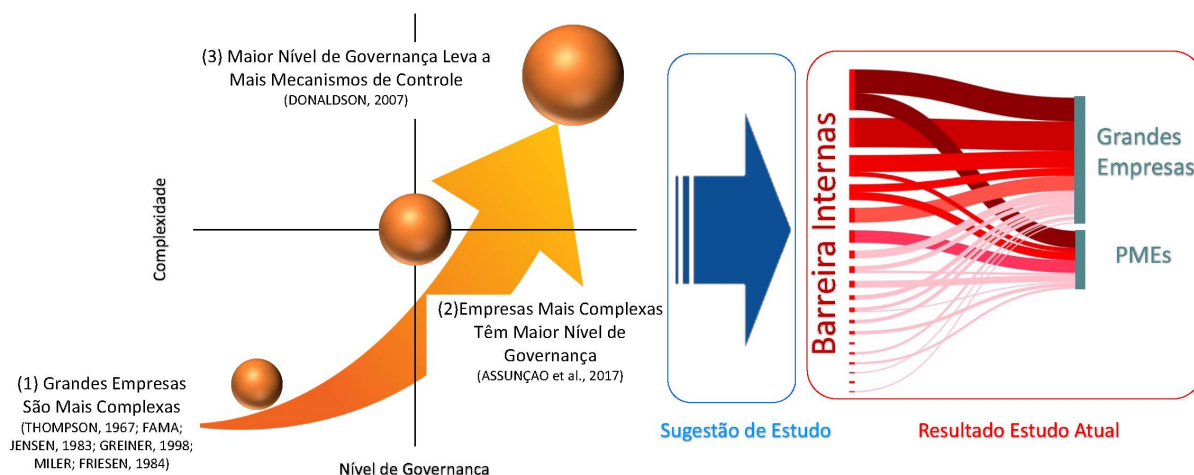 (3) Maior Nível de Governança Leva a
Mais Mecanismos de Controle
(DONALDSON, 2007)
Complexidade
(2)Empresas Mais Complexas
Têm Maior Nível de
Governança
(ASSUNÇAO et al., 2017)
(1) Grandes Empresas
São Mais Complexas
(THOMPSON, 1967; FAMA;
JENSEN, 1983; GREINER, 1998;
MILER; FRIESEN, 1984)
Nível de Governanca
Sugestão de Estudo
Barreira Internas
Grandes
Empresas
PMEs
Resultado Estudo Atual